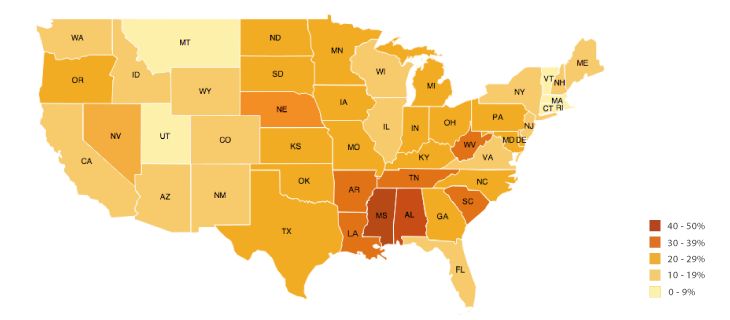 WA
MT
ND
MN
OR
ID
SD
WI
MI
VT
NH
ME
NY
WY
NE
IA
MA
CT RI
NV
UT
CO
KS
MO
IL
IN
OH
PA
NJ
MD DE
WV
VA
KY
CA
AZ
NM
OK
AR
TN
NC
SC
TX
LA
MS
AL
GA
FL
40 - 50%
30 - 39%
20 - 29%
10 - 19%
0 - 9%